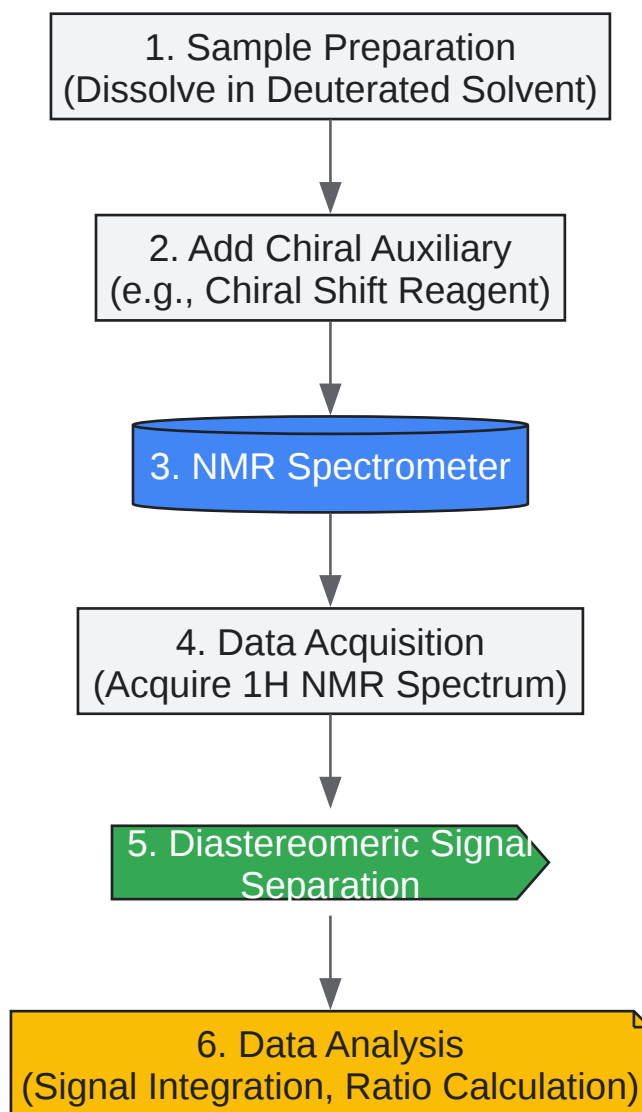 1. Sample Preparation
(Dissolve in Deuterated Solvent)
2. Add Chiral Auxiliary
(e.g., Chiral Shift Reagent)
3. NMR Spectrometer
4. Data Acquisition
(Acquire 1H NMR Spectrum)
5. Diastereomeric Signal
Separation
6. Data Analysis
(Signal Integration, Ratio Calculation)